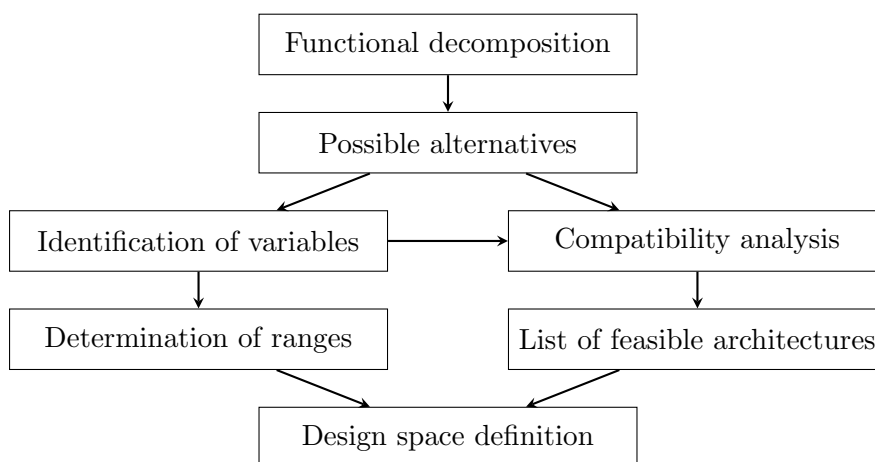 Functional decomposition
Possible alternatives
Identification of variables
Compatibility analysis
Determination of ranges
List of feasible architectures
Design space definition